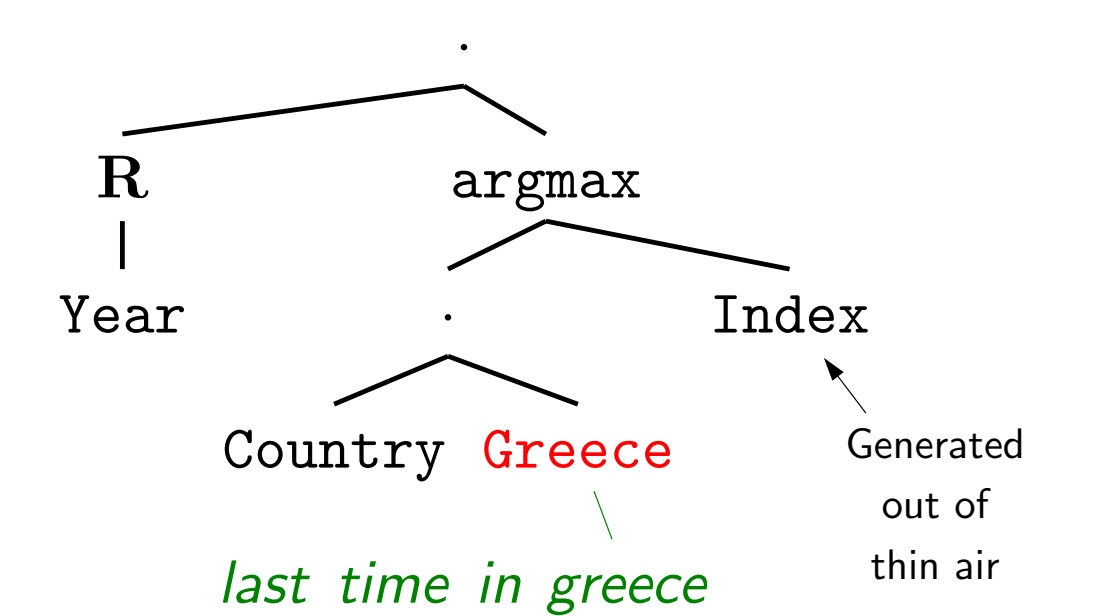 .
R argmax
Year . Index
Country Greece
Generated
out of
thin air
last time in greece